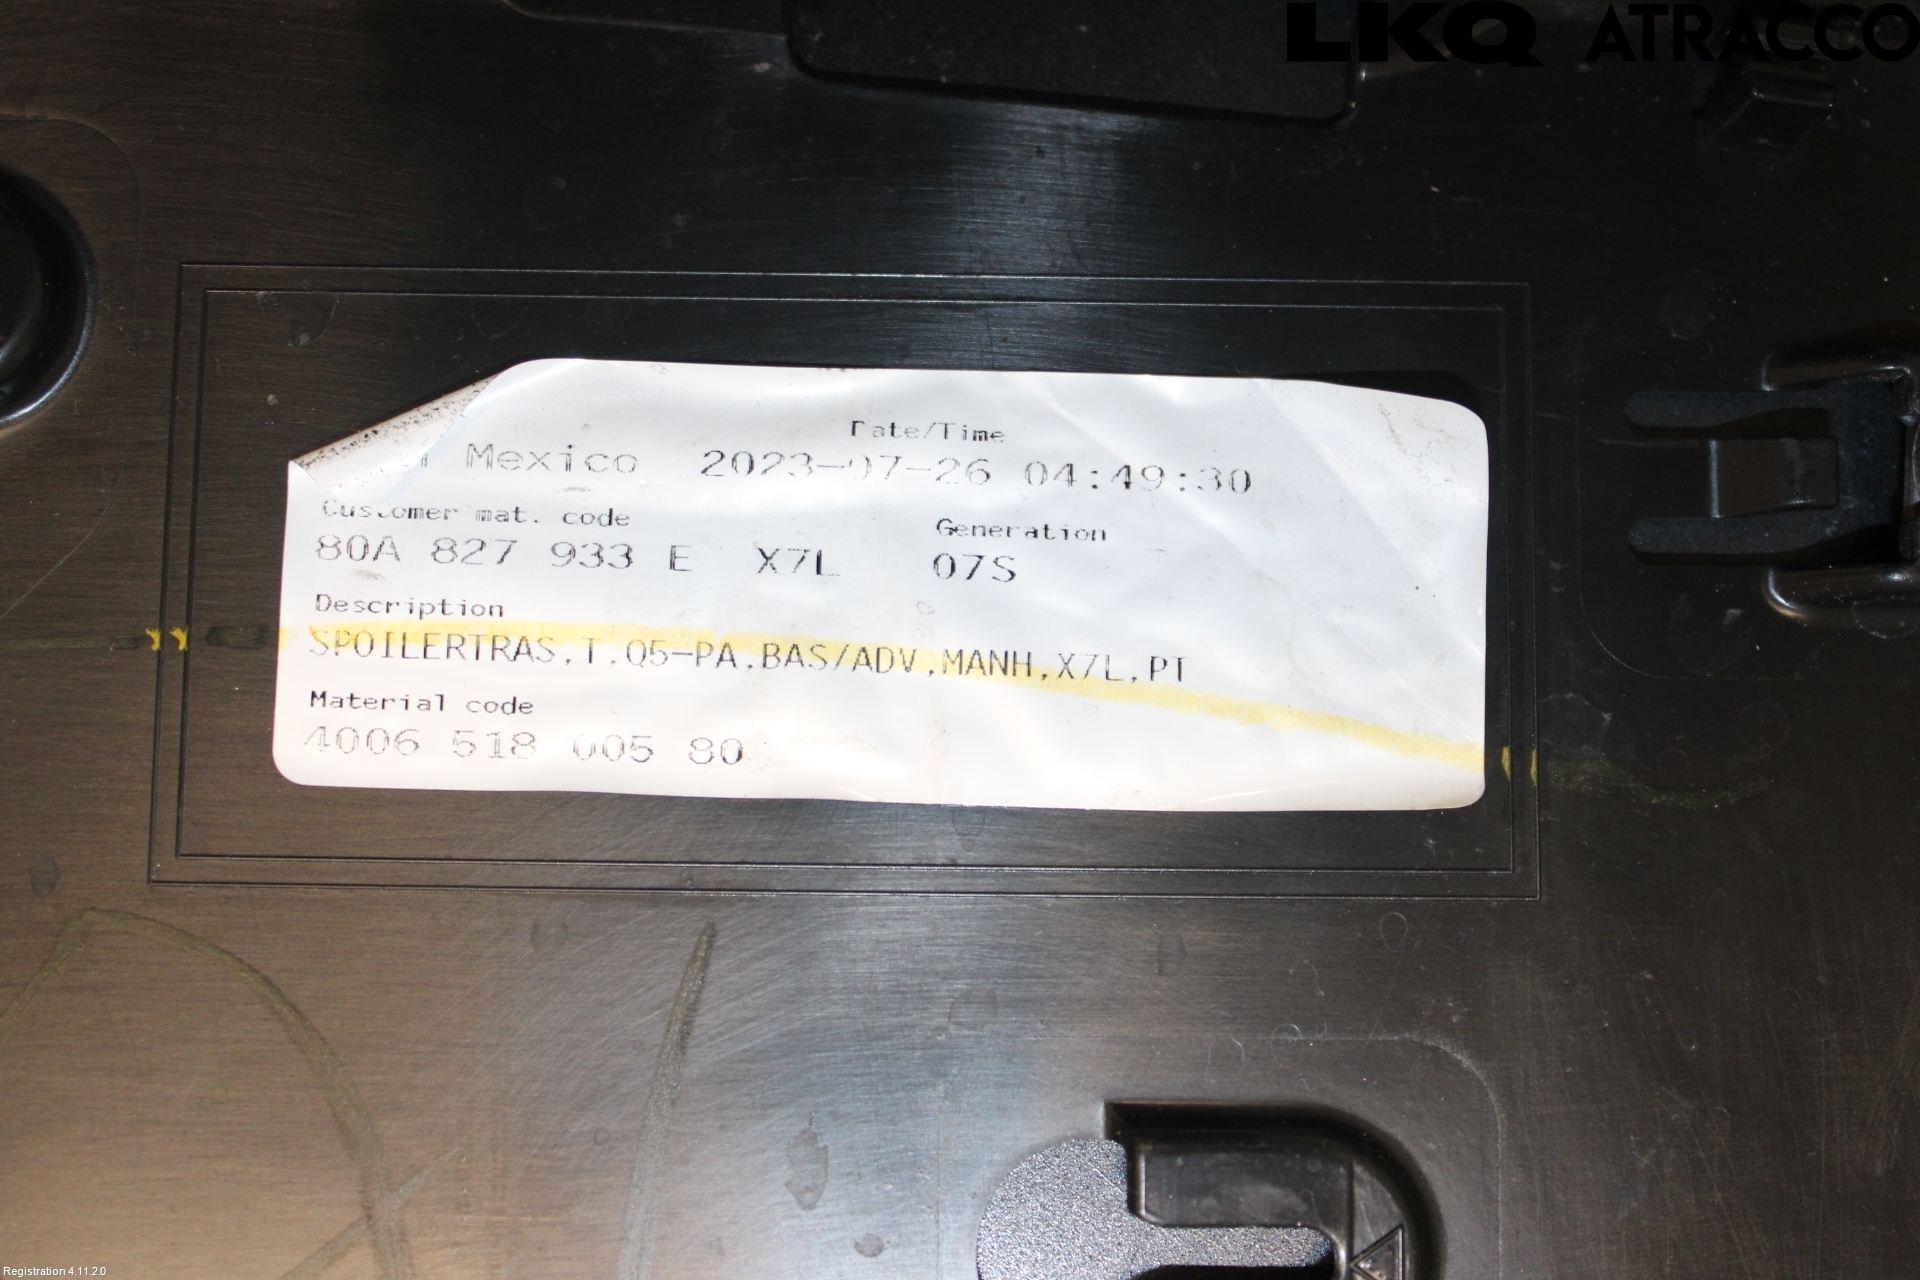 LKQ ATRACCO
Date/Time
Mexico 2023-07-26 04:49:30
Customer mat. code
Generation
80A 827 933 E X7L 07S
Description
SPOILERTRAS,T.Q5-PA,BAS/ADV,MANH,X7L,PT
Material code
4006 518 005 80
Registration 4.11.2.0